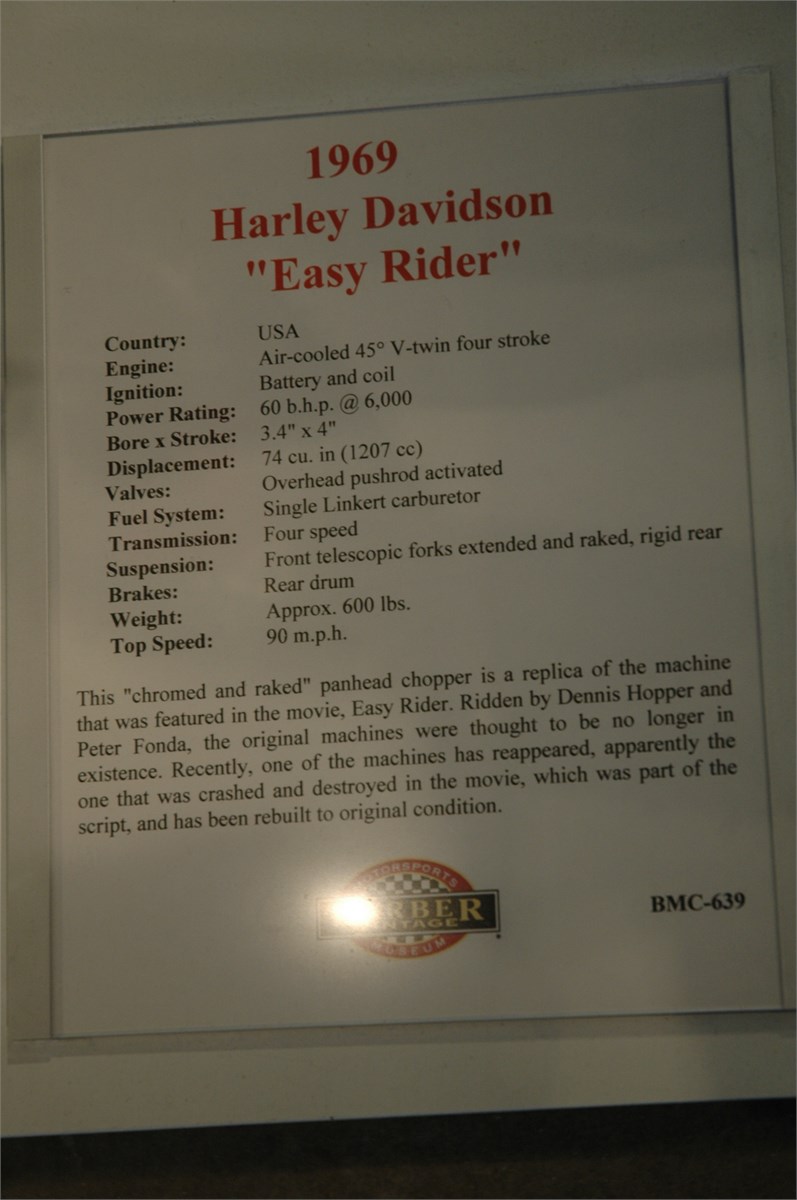 1969
Harley Davidson
"Easy Rider"
Country: USA
Engine: Air-cooled 45° V-twin four stroke
Ignition: Battery and coil
Power Rating: 60 b.h.p. @ 6,000
Bore x Stroke: 3.4" x 4"
Displacement: 74 cu. in (1207 cc)
Valves: Overhead pushrod activated
Fuel System: Single Linkert carburetor
Transmission: Four speed
Suspension: Front telescopic forks extended and raked, rigid rear
Brakes: Rear drum
Weight: Approx. 600 lbs.
Top Speed: 90 m.p.h.
This "chromed and raked" panhead chopper is a replica of the machine
that was featured in the movie, Easy Rider. Ridden by Dennis Hopper and
Peter Fonda, the original machines were thought to be no longer in
existence. Recently, one of the machines has reappeared, apparently the
one that was crashed and destroyed in the movie, which was part of the
script, and has been rebuilt to original condition.
MUSEUM
BMC-639